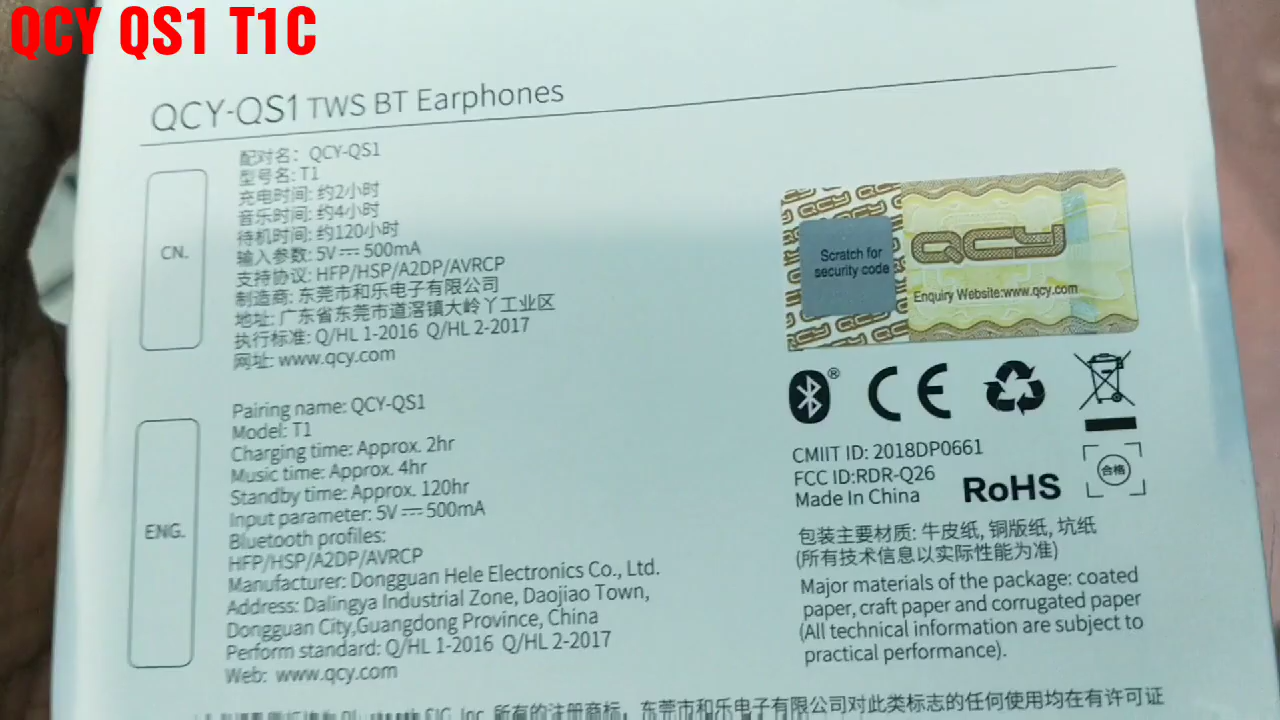 QCY QS1 T1C
QCY-QS1 TWS BT Earphones
CN.
配对名: QCY-QS1
型号名: T1
充电时间: 约2小时
音乐时间: 约4小时
待机时间: 约120小时
输入参数: 5V⎓500mA
支持协议: HFP/HSP/A2DP/AVRCP
制造商: 东莞市和乐电子有限公司
地址: 广东省东莞市道滘镇大岭丫工业区
执行标准: Q/HL 1-2016 Q/HL 2-2017
网址: www.qcy.com
ENG.
Pairing name: QCY-QS1
Model: T1
Charging time: Approx. 2hr
Music time: Approx. 4hr
Standby time: Approx. 120hr
Input parameter: 5V⎓500mA
Bluetooth profiles:
HFP/HSP/A2DP/AVRCP
Manufacturer: Dongguan Hele Electronics Co., Ltd.
Address: Dalingya Industrial Zone, Daojiao Town,
Dongguan City,Guangdong Province, China
Perform standard: Q/HL 1-2016 Q/HL 2-2017
Web: www.qcy.com
Scratch for
security code
QCY
Enquiry Website:www.qcy.com
CE
CMIIT ID: 2018DP0661
FCC ID:RDR-Q26
Made In China
RoHS
合格
包装主要材质: 牛皮纸, 铜版纸, 坑纸
(所有技术信息以实际性能为准)
Major materials of the package: coated
paper, craft paper and corrugated paper
(All technical information are subject to
practical performance).
SIG, Inc. 所有的注册商标, 东莞市和乐电子有限公司对此类标志的任何使用均在有许可证